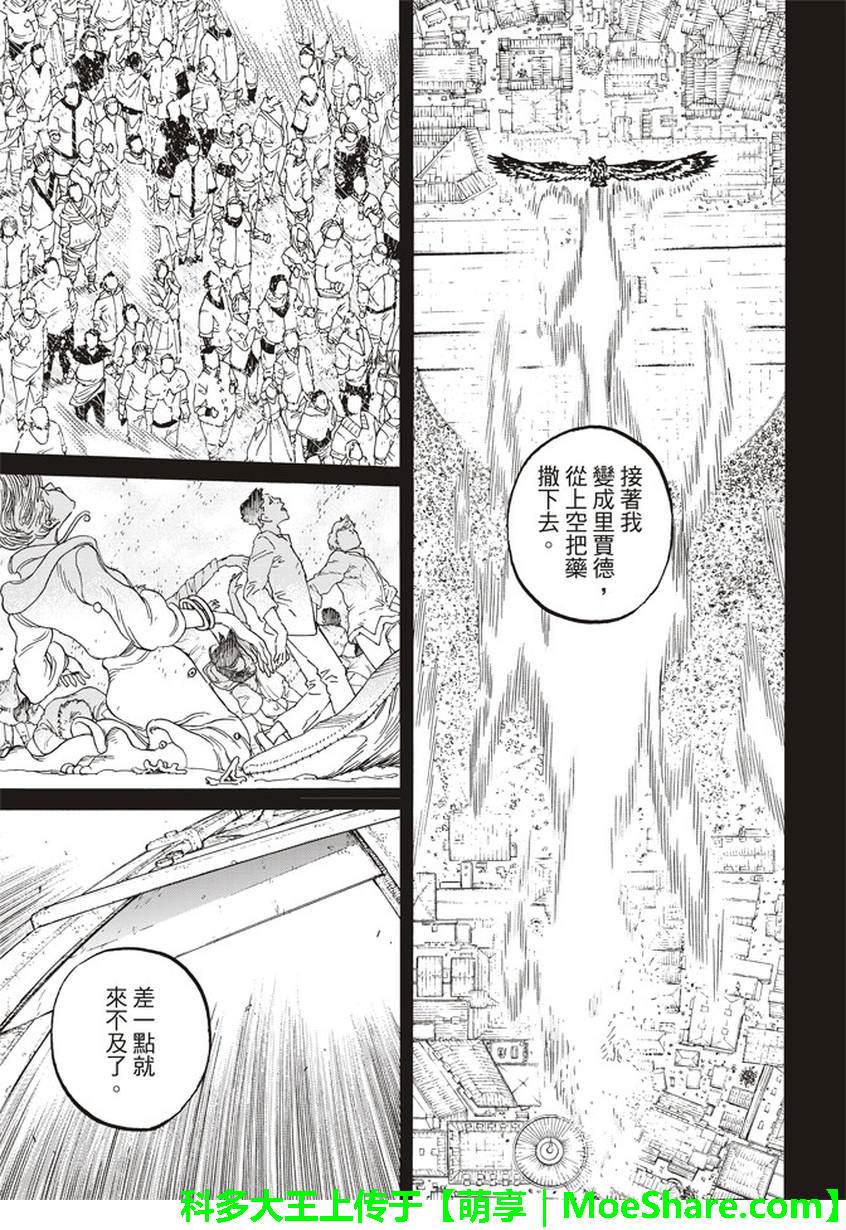 接著我
變成里賈德，
從上空把藥
撒下去。
差一點就
來不及了。
科多大王上传于【萌享｜MoeShare.com】